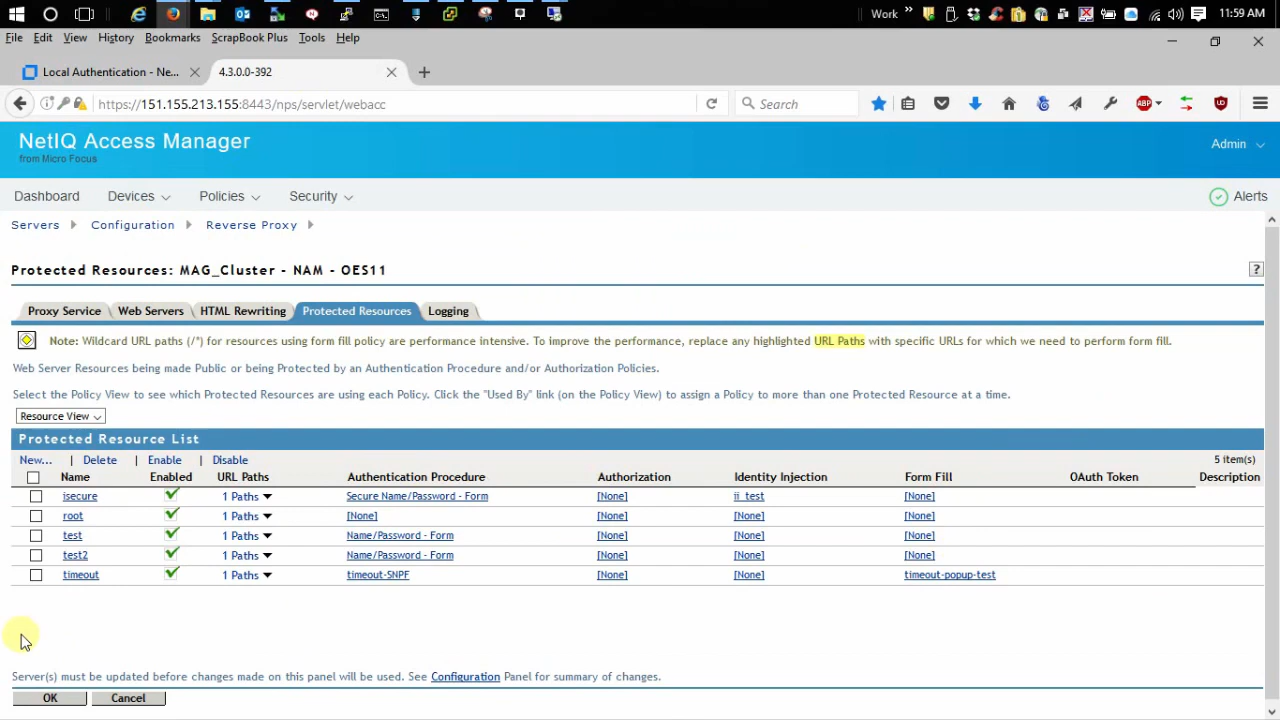 Work »
11:59 AM
File Edit View History Bookmarks ScrapBook Plus Tools Help
Local Authentication - Ne...
4.3.0.0-392
https://151.155.213.155:8443/nps/servlet/webacc
Search
ABP
NetIQ Access Manager
from Micro Focus
Admin
Dashboard Devices Policies Security Alerts
Servers Configuration Reverse Proxy
Protected Resources: MAG_Cluster - NAM - OES11
?
Proxy Service Web Servers HTML Rewriting Protected Resources Logging
Note: Wildcard URL paths (/*) for resources using form fill policy are performance intensive. To improve the performance, replace any highlighted URL Paths with specific URLs for which we need to perform form fill.
Web Server Resources being made Public or being Protected by an Authentication Procedure and/or Authorization Policies.
Select the Policy View to see which Protected Resources are using each Policy. Click the "Used By" link (on the Policy View) to assign a Policy to more than one Protected Resource at a time.
Resource View
Protected Resource List
New... | Delete | Enable | Disable 5 item(s)
Name Enabled URL Paths Authentication Procedure Authorization Identity Injection Form Fill OAuth Token Description
isecure 1 Paths Secure Name/Password - Form [None] ii_test [None]
root 1 Paths [None] [None] [None] [None]
test 1 Paths Name/Password - Form [None] [None] [None]
test2 1 Paths Name/Password - Form [None] [None] [None]
timeout 1 Paths timeout-SNPF [None] [None] timeout-popup-test
Server(s) must be updated before changes made on this panel will be used. See Configuration Panel for summary of changes.
OK Cancel